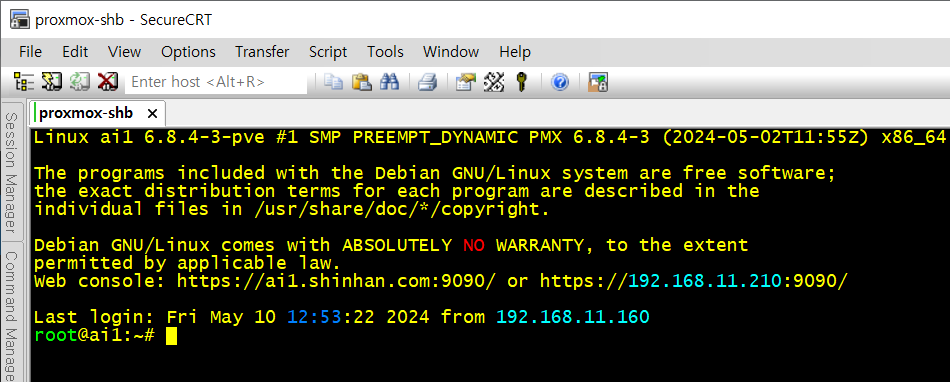 proxmox-shb - SecureCRT
File Edit View Options Transfer Script Tools Window Help
Enter host <Alt+R>
proxmox-shb ×
Session Manager
Command Manage
Linux ai1 6.8.4-3-pve #1 SMP PREEMPT_DYNAMIC PMX 6.8.4-3 (2024-05-02T11:55Z) x86_64
The programs included with the Debian GNU/Linux system are free software;
the exact distribution terms for each program are described in the
individual files in /usr/share/doc/*/copyright.
Debian GNU/Linux comes with ABSOLUTELY NO WARRANTY, to the extent
permitted by applicable law.
Web console: https://ai1.shinhan.com:9090/ or https://192.168.11.210:9090/
Last login: Fri May 10 12:53:22 2024 from 192.168.11.160
root@ai1:~#